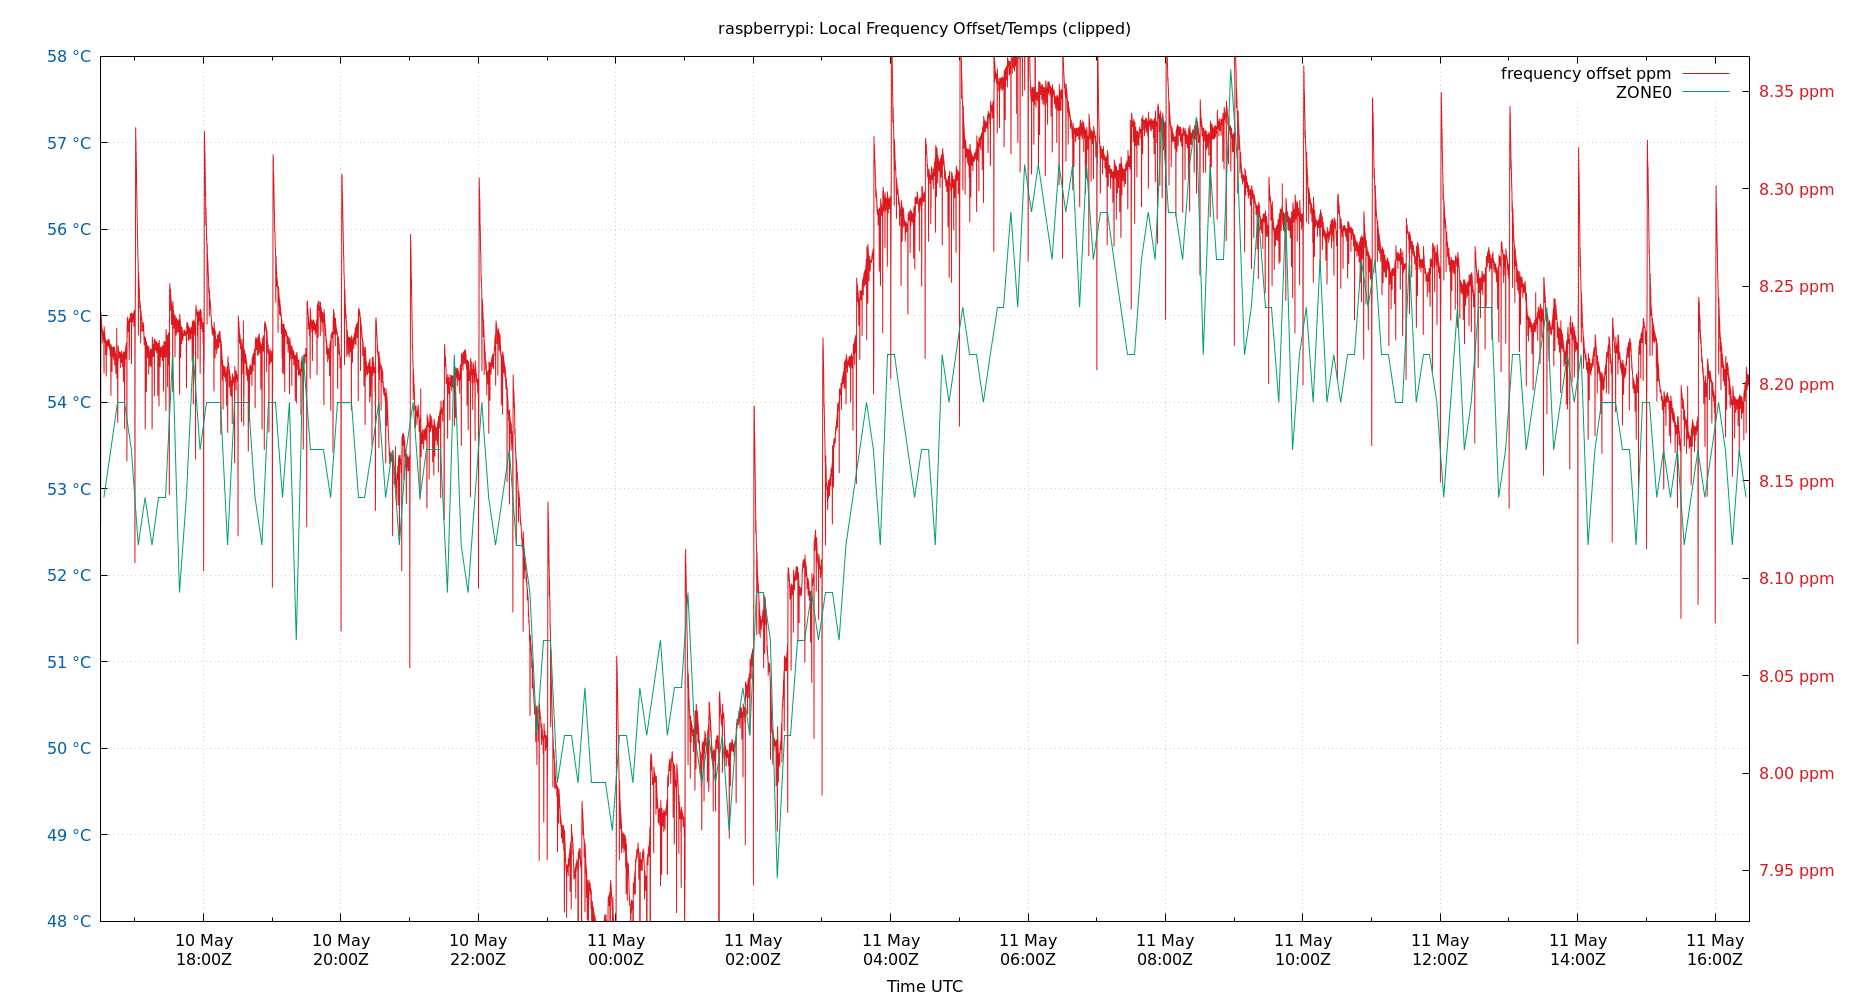 raspberrypi: Local Frequency Offset/Temps (clipped)
frequency offset ppm
ZONE0
58 °C
57 °C
56 °C
55 °C
54 °C
53 °C
52 °C
51 °C
50 °C
49 °C
48 °C
8.35 ppm
8.30 ppm
8.25 ppm
8.20 ppm
8.15 ppm
8.10 ppm
8.05 ppm
8.00 ppm
7.95 ppm
10 May 10 May 10 May 11 May 11 May 11 May 11 May 11 May 11 May 11 May 11 May 11 May
18:00Z 20:00Z 22:00Z 00:00Z 02:00Z 04:00Z 06:00Z 08:00Z 10:00Z 12:00Z 14:00Z 16:00Z
Time UTC